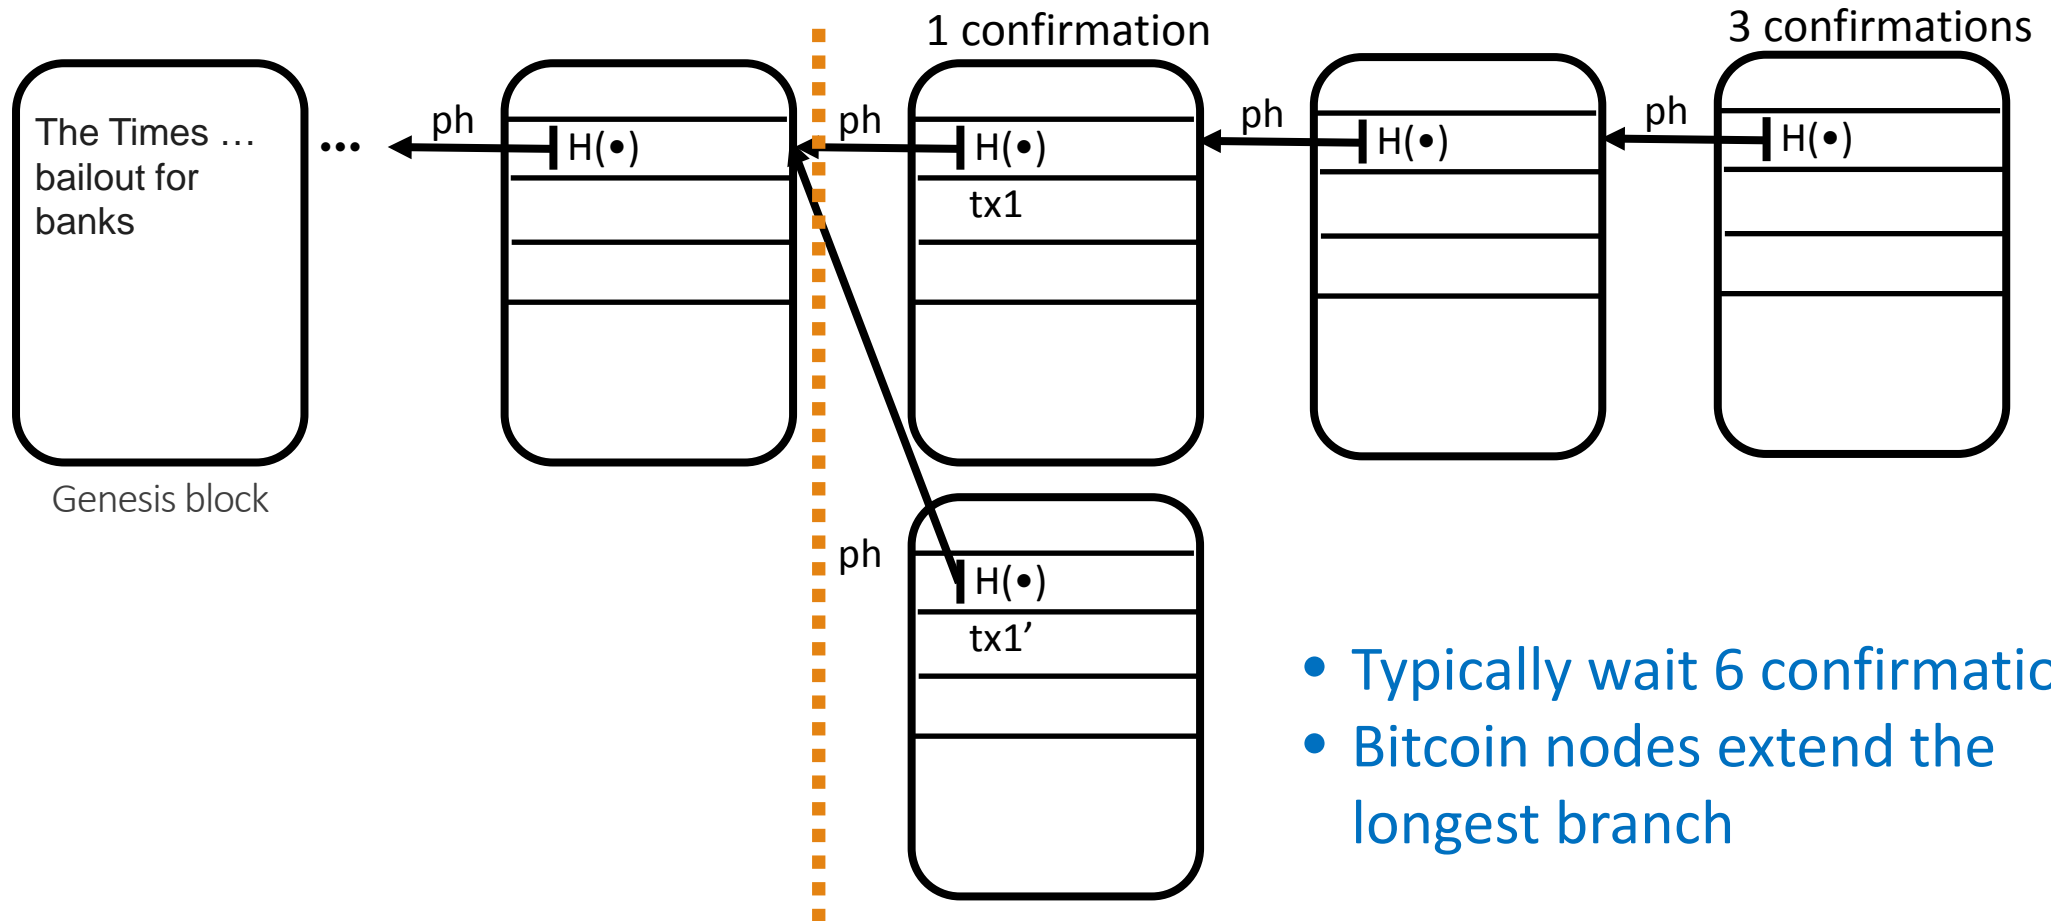 1 confirmation
3 confirmations
The Times …
bailout for
banks
•••
ph
H(•)
ph
H(•)
ph
H(•)
ph
H(•)
tx1
Genesis block
ph
H(•)
tx1’
• Typically wait 6
• Bitcoin nodes extend the
longest branch